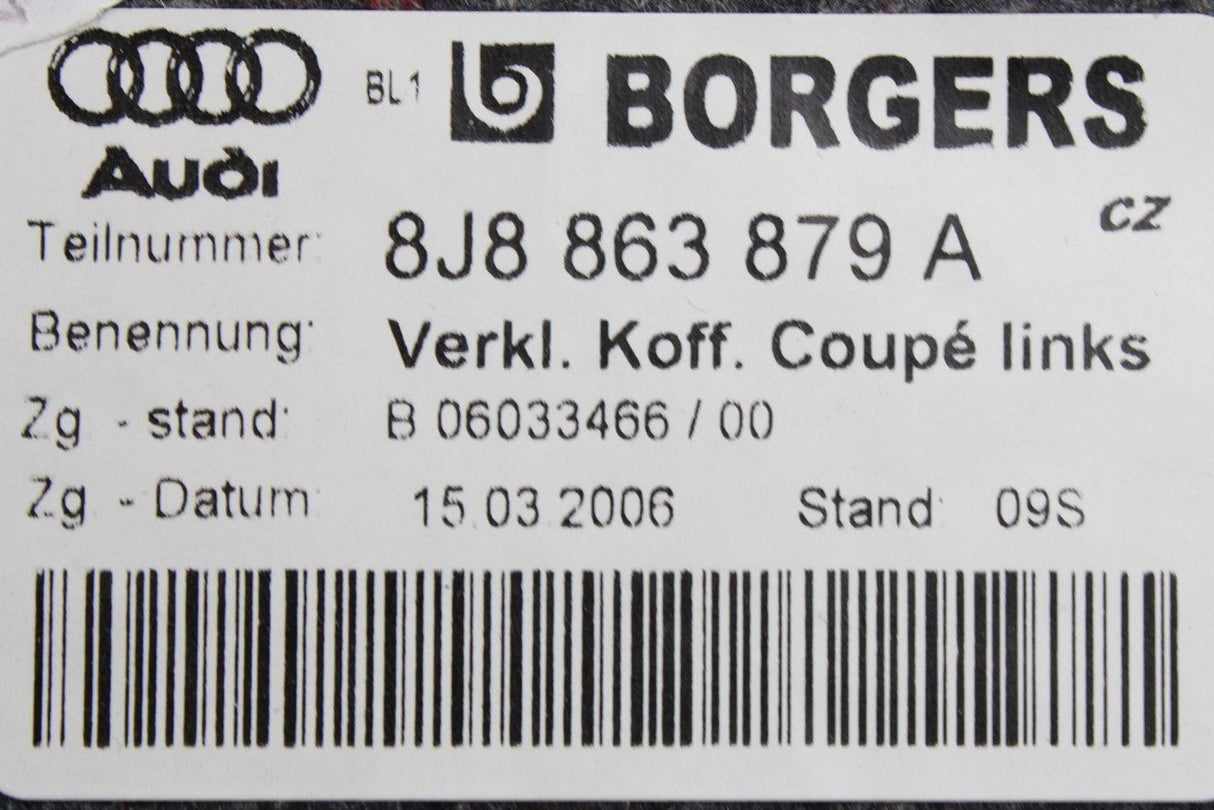 BL1 BORGERS
Audi
CZ
Teilnummer: 8J8 863 879 A
Benennung: Verkl. Koff. Coupé links
Zg - stand: B 06033466 / 00
Zg - Datum: 15.03.2006 Stand: 09S